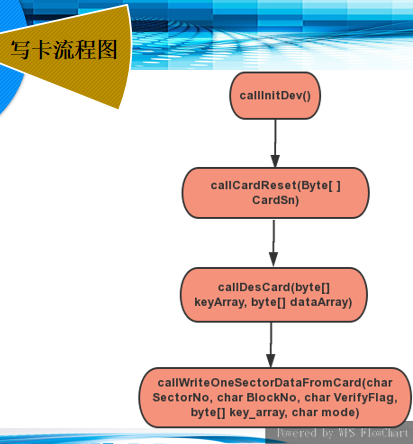 写卡流程图
callInitDev()
callCardReset(Byte[ ]
CardSn)
callDesCard(byte[]
keyArray, byte[] dataArray)
callWriteOneSectorDataFromCard(char
SectorNo, char BlockNo, char VerifyFlag,
byte[] key_array, char mode)
Powered by WPS FlowChart